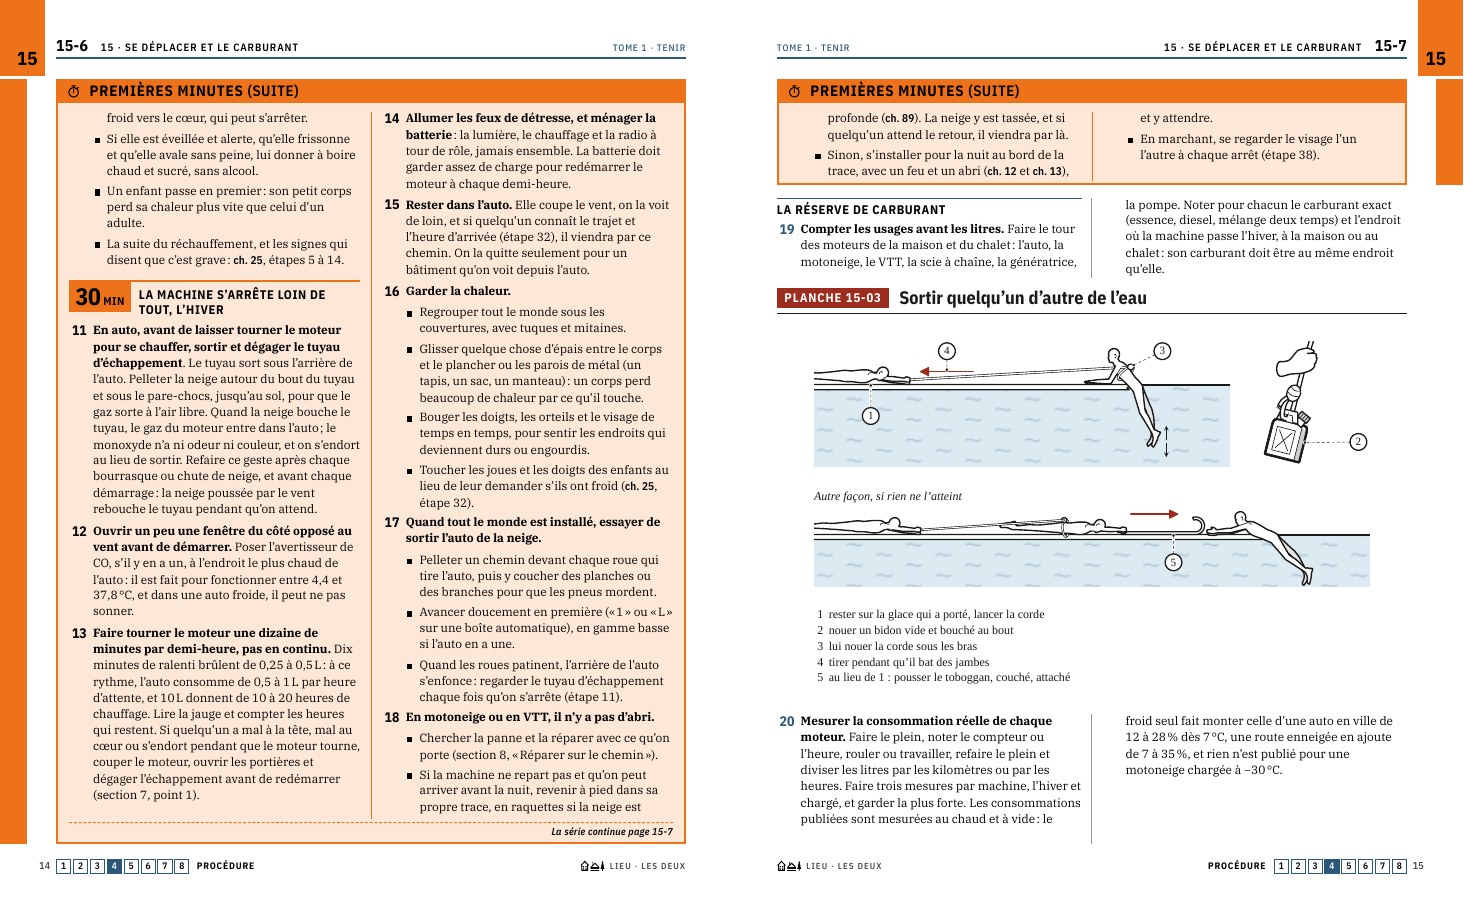 15
15-6 15 · SE DÉPLACER ET LE CARBURANT
TOME 1 · TENIR
PREMIÈRES MINUTES (SUITE)
froid vers le cœur, qui peut s’arrêter.
■ Si elle est éveillée et alerte, qu’elle frissonne
et qu’elle avale sans peine, lui donner à boire
chaud et sucré, sans alcool.
■ Un enfant passe en premier : son petit corps
perd sa chaleur plus vite que celui d’un
adulte.
■ La suite du réchauffement, et les signes qui
disent que c’est grave : ch. 25, étapes 5 à 14.
30 MIN
LA MACHINE S’ARRÊTE LOIN DE
TOUT, L’HIVER
11 En auto, avant de laisser tourner le moteur
pour se chauffer, sortir et dégager le tuyau
d’échappement. Le tuyau sort sous l’arrière de
l’auto. Pelleter la neige autour du bout du tuyau
et sous le pare-chocs, jusqu’au sol, pour que le
gaz sorte à l’air libre. Quand la neige bouche le
tuyau, le gaz du moteur entre dans l’auto ; le
monoxyde n’a ni odeur ni couleur, et on s’endort
au lieu de sortir. Refaire ce geste après chaque
bourrasque ou chute de neige, et avant chaque
démarrage : la neige poussée par le vent
rebouche le tuyau pendant qu’on attend.
12 Ouvrir un peu une fenêtre du côté opposé au
vent avant de démarrer. Poser l’avertisseur de
CO, s’il y en a un, à l’endroit le plus chaud de
l’auto : il est fait pour fonctionner entre 4,4 et
37,8 °C, et dans une auto froide, il peut ne pas
sonner.
13 Faire tourner le moteur une dizaine de
minutes par demi-heure, pas en continu. Dix
minutes de ralenti brûlent de 0,25 à 0,5 L : à ce
rythme, l’auto consomme de 0,5 à 1 L par heure
d’attente, et 10 L donnent de 10 à 20 heures de
chauffage. Lire la jauge et compter les heures
qui restent. Si quelqu’un a mal à la tête, mal au
cœur ou s’endort pendant que le moteur tourne,
couper le moteur, ouvrir les portières et
dégager l’échappement avant de redémarrer
(section 7, point 1).
14 Allumer les feux de détresse, et ménager la
batterie : la lumière, le chauffage et la radio à
tour de rôle, jamais ensemble. La batterie doit
garder assez de charge pour redémarrer le
moteur à chaque demi-heure.
15 Rester dans l’auto. Elle coupe le vent, on la voit
de loin, et si quelqu’un connaît le trajet et
l’heure d’arrivée (étape 32), il viendra par ce
chemin. On la quitte seulement pour un
bâtiment qu’on voit depuis l’auto.
16 Garder la chaleur.
■ Regrouper tout le monde sous les
couvertures, avec tuques et mitaines.
■ Glisser quelque chose d’épais entre le corps
et le plancher ou les parois de métal (un
tapis, un sac, un manteau) : un corps perd
beaucoup de chaleur par ce qu’il touche.
■ Bouger les doigts, les orteils et le visage de
temps en temps, pour sentir les endroits qui
deviennent durs ou engourdis.
■ Toucher les joues et les doigts des enfants au
lieu de leur demander s’ils ont froid (ch. 25,
étape 32).
17 Quand tout le monde est installé, essayer de
sortir l’auto de la neige.
■ Pelleter un chemin devant chaque roue qui
tire l’auto, puis y coucher des planches ou
des branches pour que les pneus mordent.
■ Avancer doucement en première (« 1 » ou « L »
sur une boîte automatique), en gamme basse
si l’auto en a une.
■ Quand les roues patinent, l’arrière de l’auto
s’enfonce : regarder le tuyau d’échappement
chaque fois qu’on s’arrête (étape 11).
18 En motoneige ou en VTT, il n’y a pas d’abri.
■ Chercher la panne et la réparer avec ce qu’on
porte (section 8, « Réparer sur le chemin »).
■ Si la machine ne repart pas et qu’on peut
arriver avant la nuit, revenir à pied dans sa
propre trace, en raquettes si la neige est
La série continue page 15-7
14 1 2 3 4 5 6 7 8 PROCÉDURE
LIEU · LES DEUX
TOME 1 · TENIR
15 · SE DÉPLACER ET LE CARBURANT 15-7
15
PREMIÈRES MINUTES (SUITE)
profonde (ch. 89). La neige y est tassée, et si
quelqu’un attend le retour, il viendra par là.
■ Sinon, s’installer pour la nuit au bord de la
trace, avec un feu et un abri (ch. 12 et ch. 13),
et y attendre.
■ En marchant, se regarder le visage l’un
l’autre à chaque arrêt (étape 38).
LA RÉSERVE DE CARBURANT
19 Compter les usages avant les litres. Faire le tour
des moteurs de la maison et du chalet : l’auto, la
motoneige, le VTT, la scie à chaîne, la génératrice,
la pompe. Noter pour chacun le carburant exact
(essence, diesel, mélange deux temps) et l’endroit
où la machine passe l’hiver, à la maison ou au
chalet : son carburant doit être au même endroit
qu’elle.
PLANCHE 15-03 Sortir quelqu’un d’autre de l’eau
4
3
1
2
Autre façon, si rien ne l’atteint
5
1 rester sur la glace qui a porté, lancer la corde
2 nouer un bidon vide et bouché au bout
3 lui nouer la corde sous les bras
4 tirer pendant qu’il bat des jambes
5 au lieu de 1 : pousser le toboggan, couché, attaché
20 Mesurer la consommation réelle de chaque
moteur. Faire le plein, noter le compteur ou
l’heure, rouler ou travailler, refaire le plein et
diviser les litres par les kilomètres ou par les
heures. Faire trois mesures par machine, l’hiver et
chargé, et garder la plus forte. Les consommations
publiées sont mesurées au chaud et à vide : le
froid seul fait monter celle d’une auto en ville de
12 à 28 % dès 7 °C, une route enneigée en ajoute
de 7 à 35 %, et rien n’est publié pour une
motoneige chargée à −30 °C.
LIEU · LES DEUX
PROCÉDURE 1 2 3 4 5 6 7 8 15